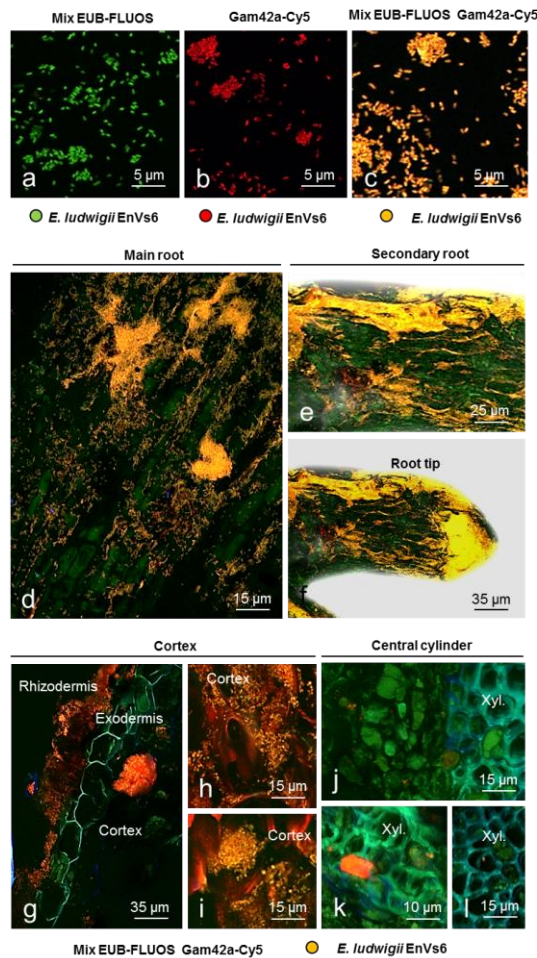 Mix EUB-FLUOS
Gam42a-Cy5
Mix EUB-FLUOS Gam42a-Cy5
a
5 µm
b
5 µm
c
5 µm
E. ludwigii EnVs6
E. ludwigii EnVs6
E. ludwigii EnVs6
Main root
Secondary root
d
15 µm
e
25 µm
Root tip
f
35 µm
Cortex
Central cylinder
Rhizodermis
Exodermis
Cortex
g
35 µm
Cortex
h
15 µm
Cortex
i
15 µm
Xyl.
j
15 µm
Xyl.
k
10 µm
Xyl.
l
15 µm
Mix EUB-FLUOS Gam42a-Cy5
E. ludwigii EnVs6